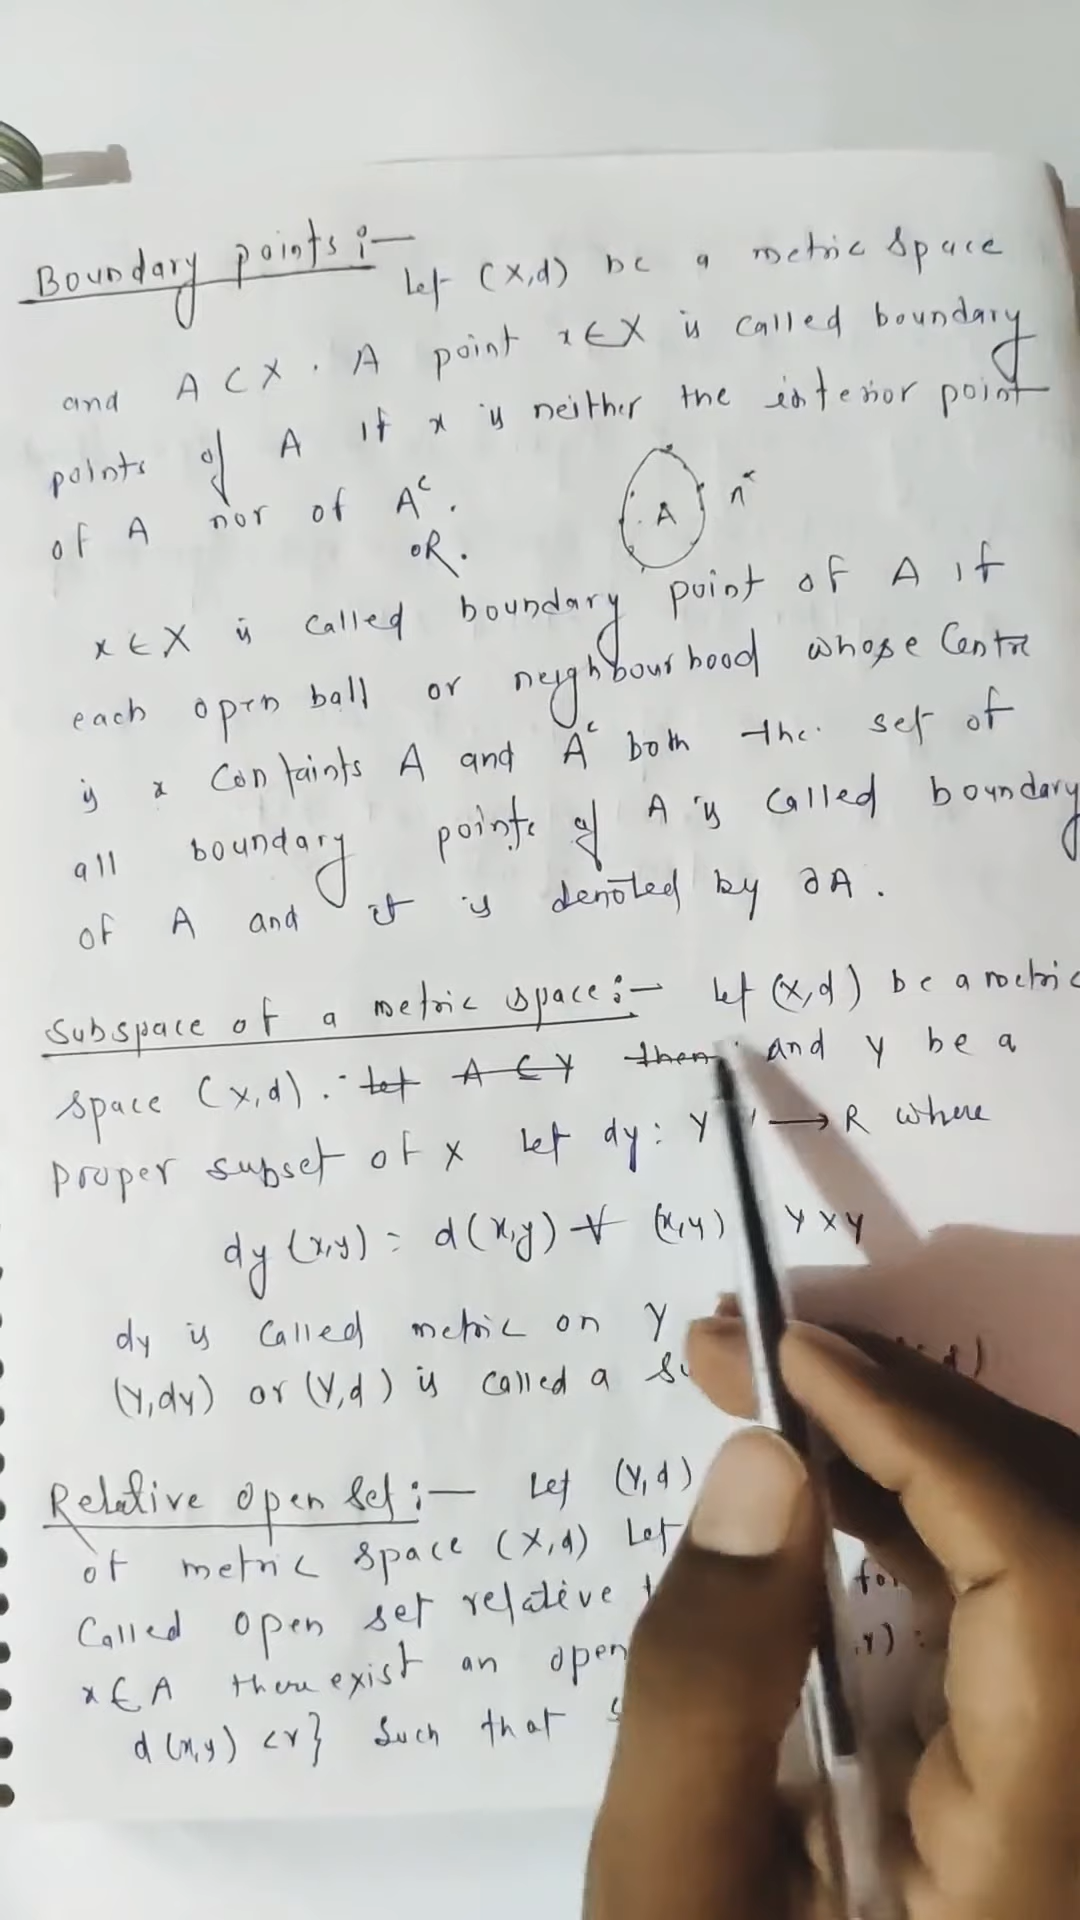 Boundary points :- Let (X,d) be a metric space
and A ⊂ X . A point x ∈ X is called boundary
points of A if x is neither the interior point
of A nor of Aᶜ.
A
OR.
x ∈ X is called boundary point of A if
each open ball or neighbourhood whose Centre
is x Containts A and Aᶜ both the set of
all boundary points of A is called boundary
of A and it is denoted by ∂A .
Subspace of a metric space :- Let (X,d) be a metric
space (X,d) . Let A ⊂ Y then and Y be a
proper subset of X Let dy : Y → R where
dy (x,y) = d(x,y) ∀ (x,y) Y × Y
dy is called metric on Y
(Y,dy) or (Y,d) is called a
Relative open Set :- Let (Y,d)
of metric space (X,d) Let
Called open set relative
x ∈ A there exist an open
d(x,y) <r} Such that